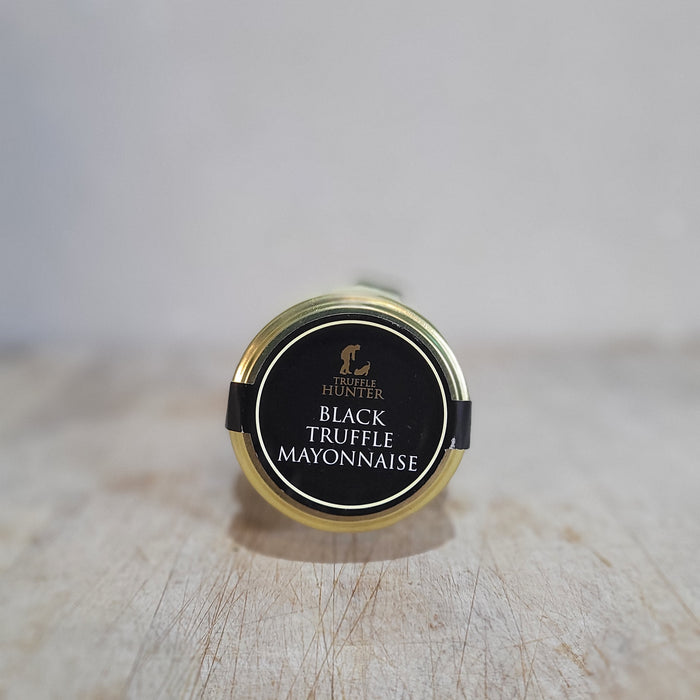 TRUFFLE
HUNTER
BLACK
TRUFFLE
MAYONNAISE